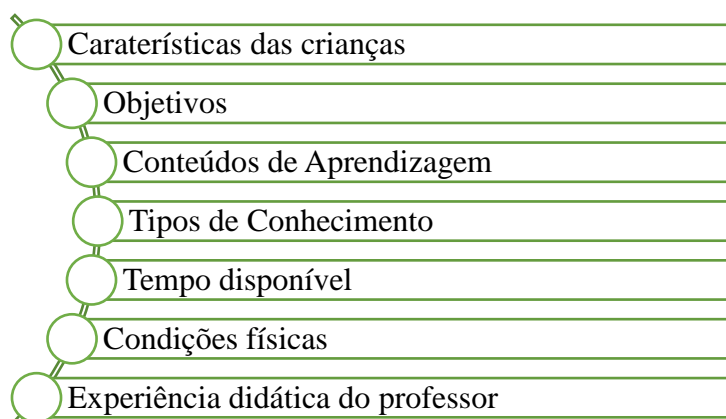 Caraterísticas das crianças
Objetivos
Conteúdos de Aprendizagem
Tipos de Conhecimento
Tempo disponível
Condições físicas
Experiência didática do professor